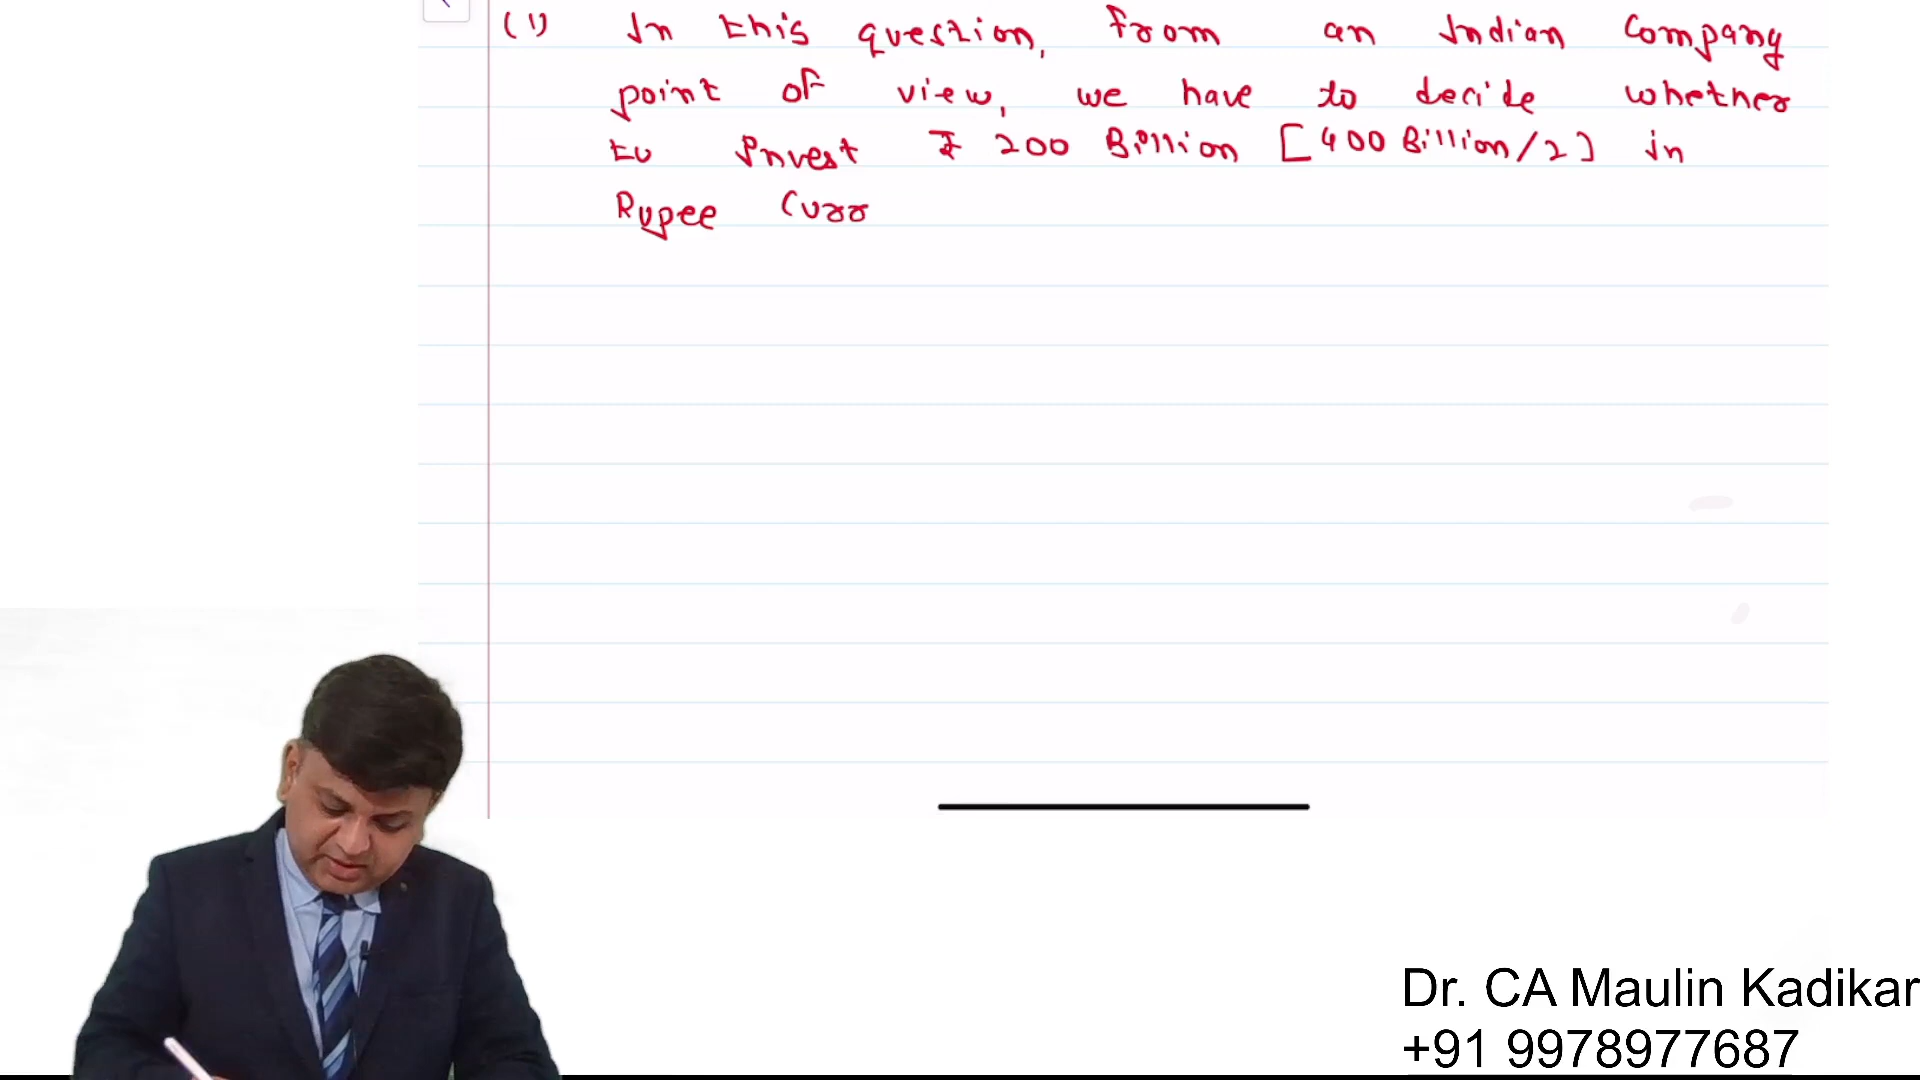 (1) In this question, from an Indian Company
point of view, we have to decide whether
to Invest ₹ 200 Billion [400 Billion/2] in
Rupee Curr
Dr. CA Maulin Kadikar
+91 9978977687